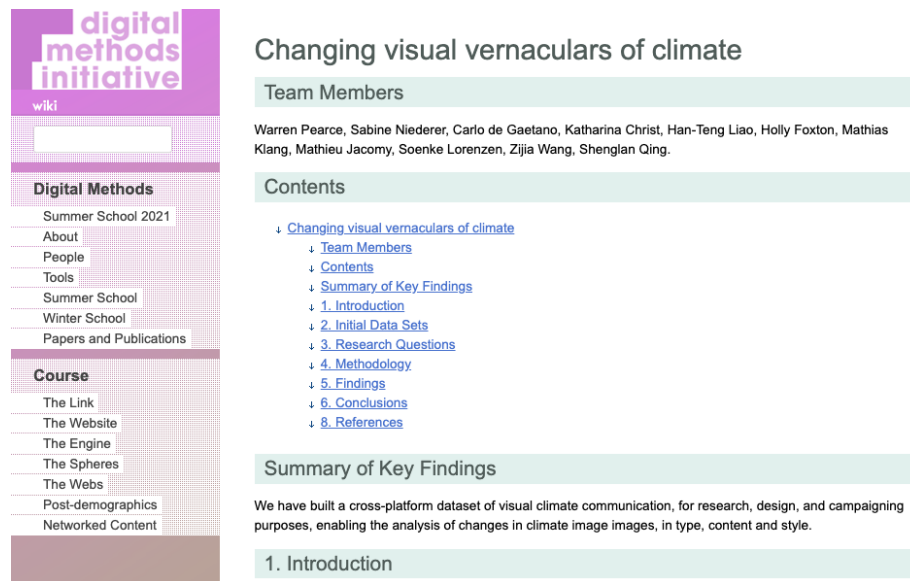 digital
methods
initiative
wiki
Digital Methods
Summer School 2021
About
People
Tools
Summer School
Winter School
Papers and Publications
Course
The Link
The Website
The Engine
The Spheres
The Webs
Post-demographics
Networked Content
Changing visual vernaculars of climate
Team Members
Warren Pearce, Sabine Niederer, Carlo de Gaetano, Katharina Christ, Han-Teng Liao, Holly Foxton, Mathias
Klang, Mathieu Jacomy, Soenke Lorenzen, Zijia Wang, Shenglan Qing.
Contents
↓ Changing visual vernaculars of climate
↓ Team Members
↓ Contents
↓ Summary of Key Findings
↓ 1. Introduction
↓ 2. Initial Data Sets
↓ 3. Research Questions
↓ 4. Methodology
↓ 5. Findings
↓ 6. Conclusions
↓ 8. References
Summary of Key Findings
We have built a cross-platform dataset of visual climate communication, for research, design, and campaigning
purposes, enabling the analysis of changes in climate image images, in type, content and style.
1. Introduction